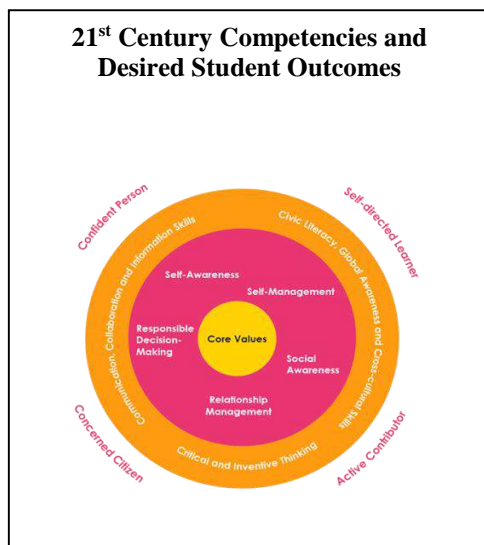 21st Century Competencies and
Desired Student Outcomes
Confident Person
Self-directed Learner
Communication, Collaboration and Information Skills
Civic Literacy, Global Awareness and Cross-cultural Skills
Self-Awareness
Self-Management
Responsible
Decision-
Making
Core Values
Social
Awareness
Relationship
Management
Critical and Inventive Thinking
Concerned Citizen
Active Contributor